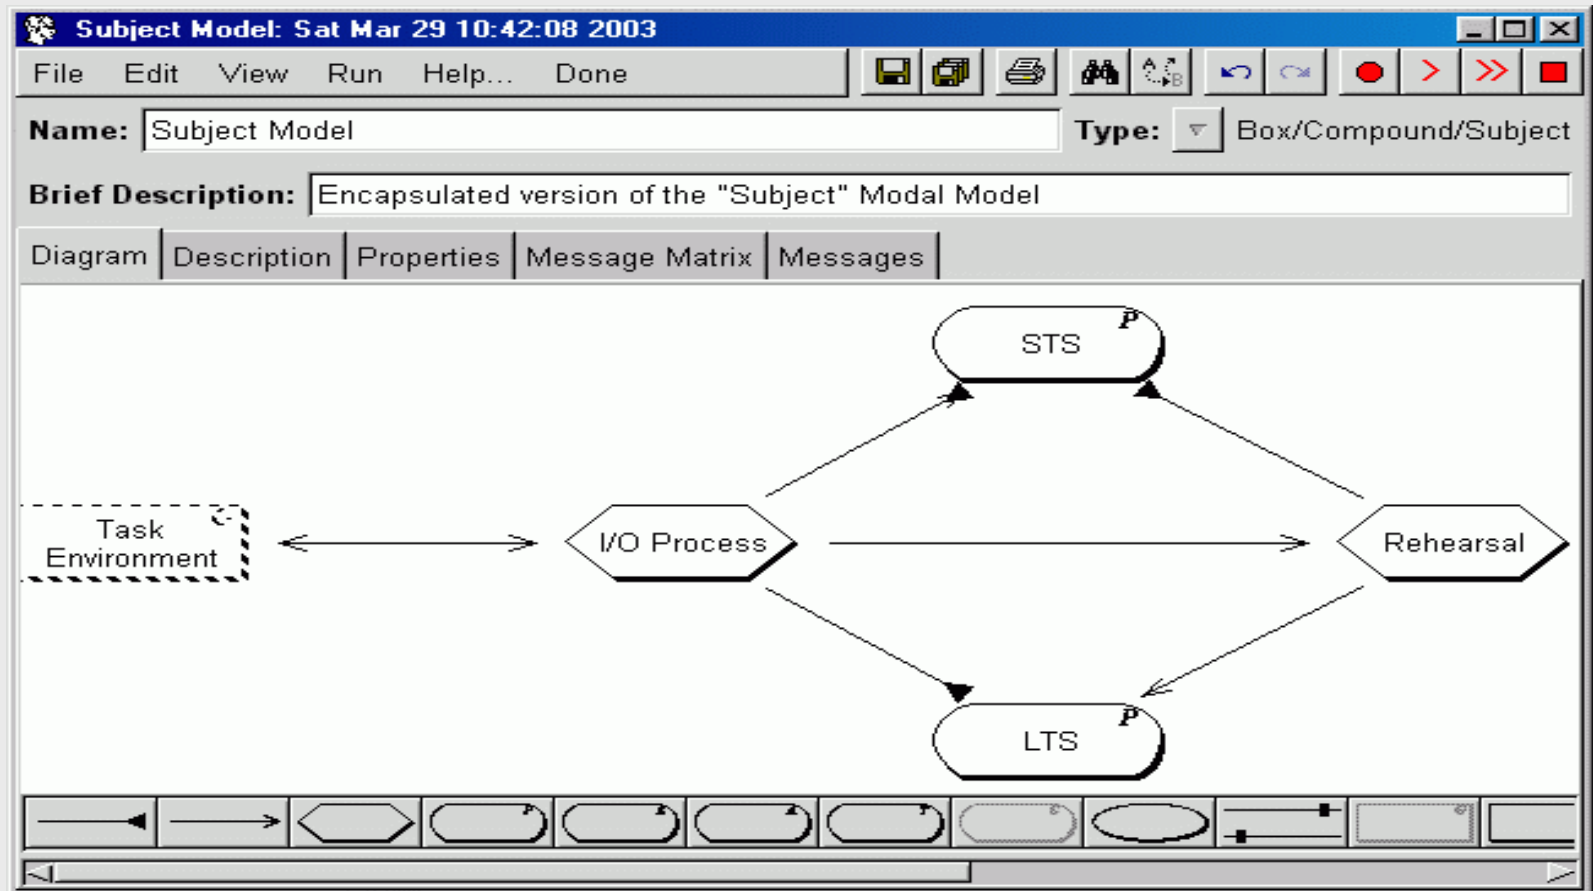 Subject Model: Sat Mar 29 10:42:08 2003
File Edit View Run Help... Done
Name: Subject Model Type: Box/Compound/Subject
Brief Description: Encapsulated version of the "Subject" Modal Model
Diagram Description Properties Message Matrix Messages
P
STS
Task
Environment
C
I/O Process
Rehearsal
P
LTS